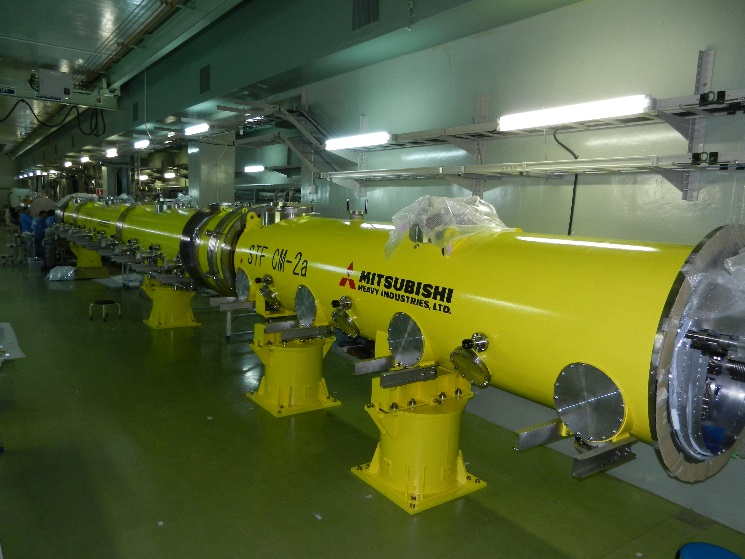 STF CM-2a
MITSUBISHI
HEAVY INDUSTRIES, LTD.